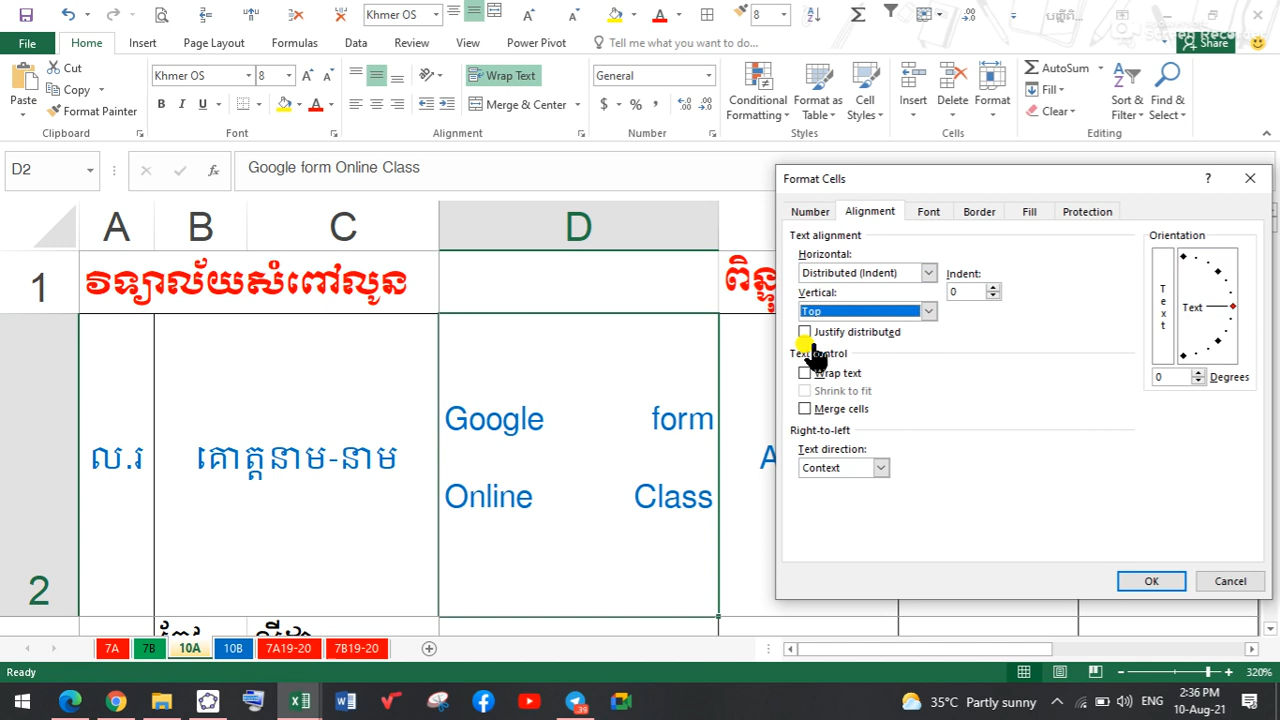 Khmer OS
8
File
Home
Insert
Page Layout
Formulas
Data
Review
View
Power Pivot
Tell me what you want to do...
Share
Paste
Cut
Copy
Format Painter
Khmer OS
8
Wrap Text
Merge & Center
General
Conditional Formatting
Format as Table
Cell Styles
Insert
Delete
Format
AutoSum
Fill
Clear
Sort & Filter
Find & Select
Clipboard
Font
Alignment
Number
Styles
Cells
Editing
D2
Google form Online Class
A
B
C
D
1
វិទ្យាល័យសំពៅលូន
2
ល.រ
គោត្តនាម-នាម
Google form
Online Class
A
Format Cells
Number
Alignment
Font
Border
Fill
Protection
Text alignment
Horizontal:
Distributed (Indent)
Indent:
0
Vertical:
Top
Justify distributed
Text control
Wrap text
Shrink to fit
Merge cells
Right-to-left
Text direction:
Context
Orientation
Text
Text
0
Degrees
OK
Cancel
7A
7B
10A
10B
7A19-20
7B19-20
Ready
320%
35°C Partly sunny
ENG
2:36 PM
10-Aug-21